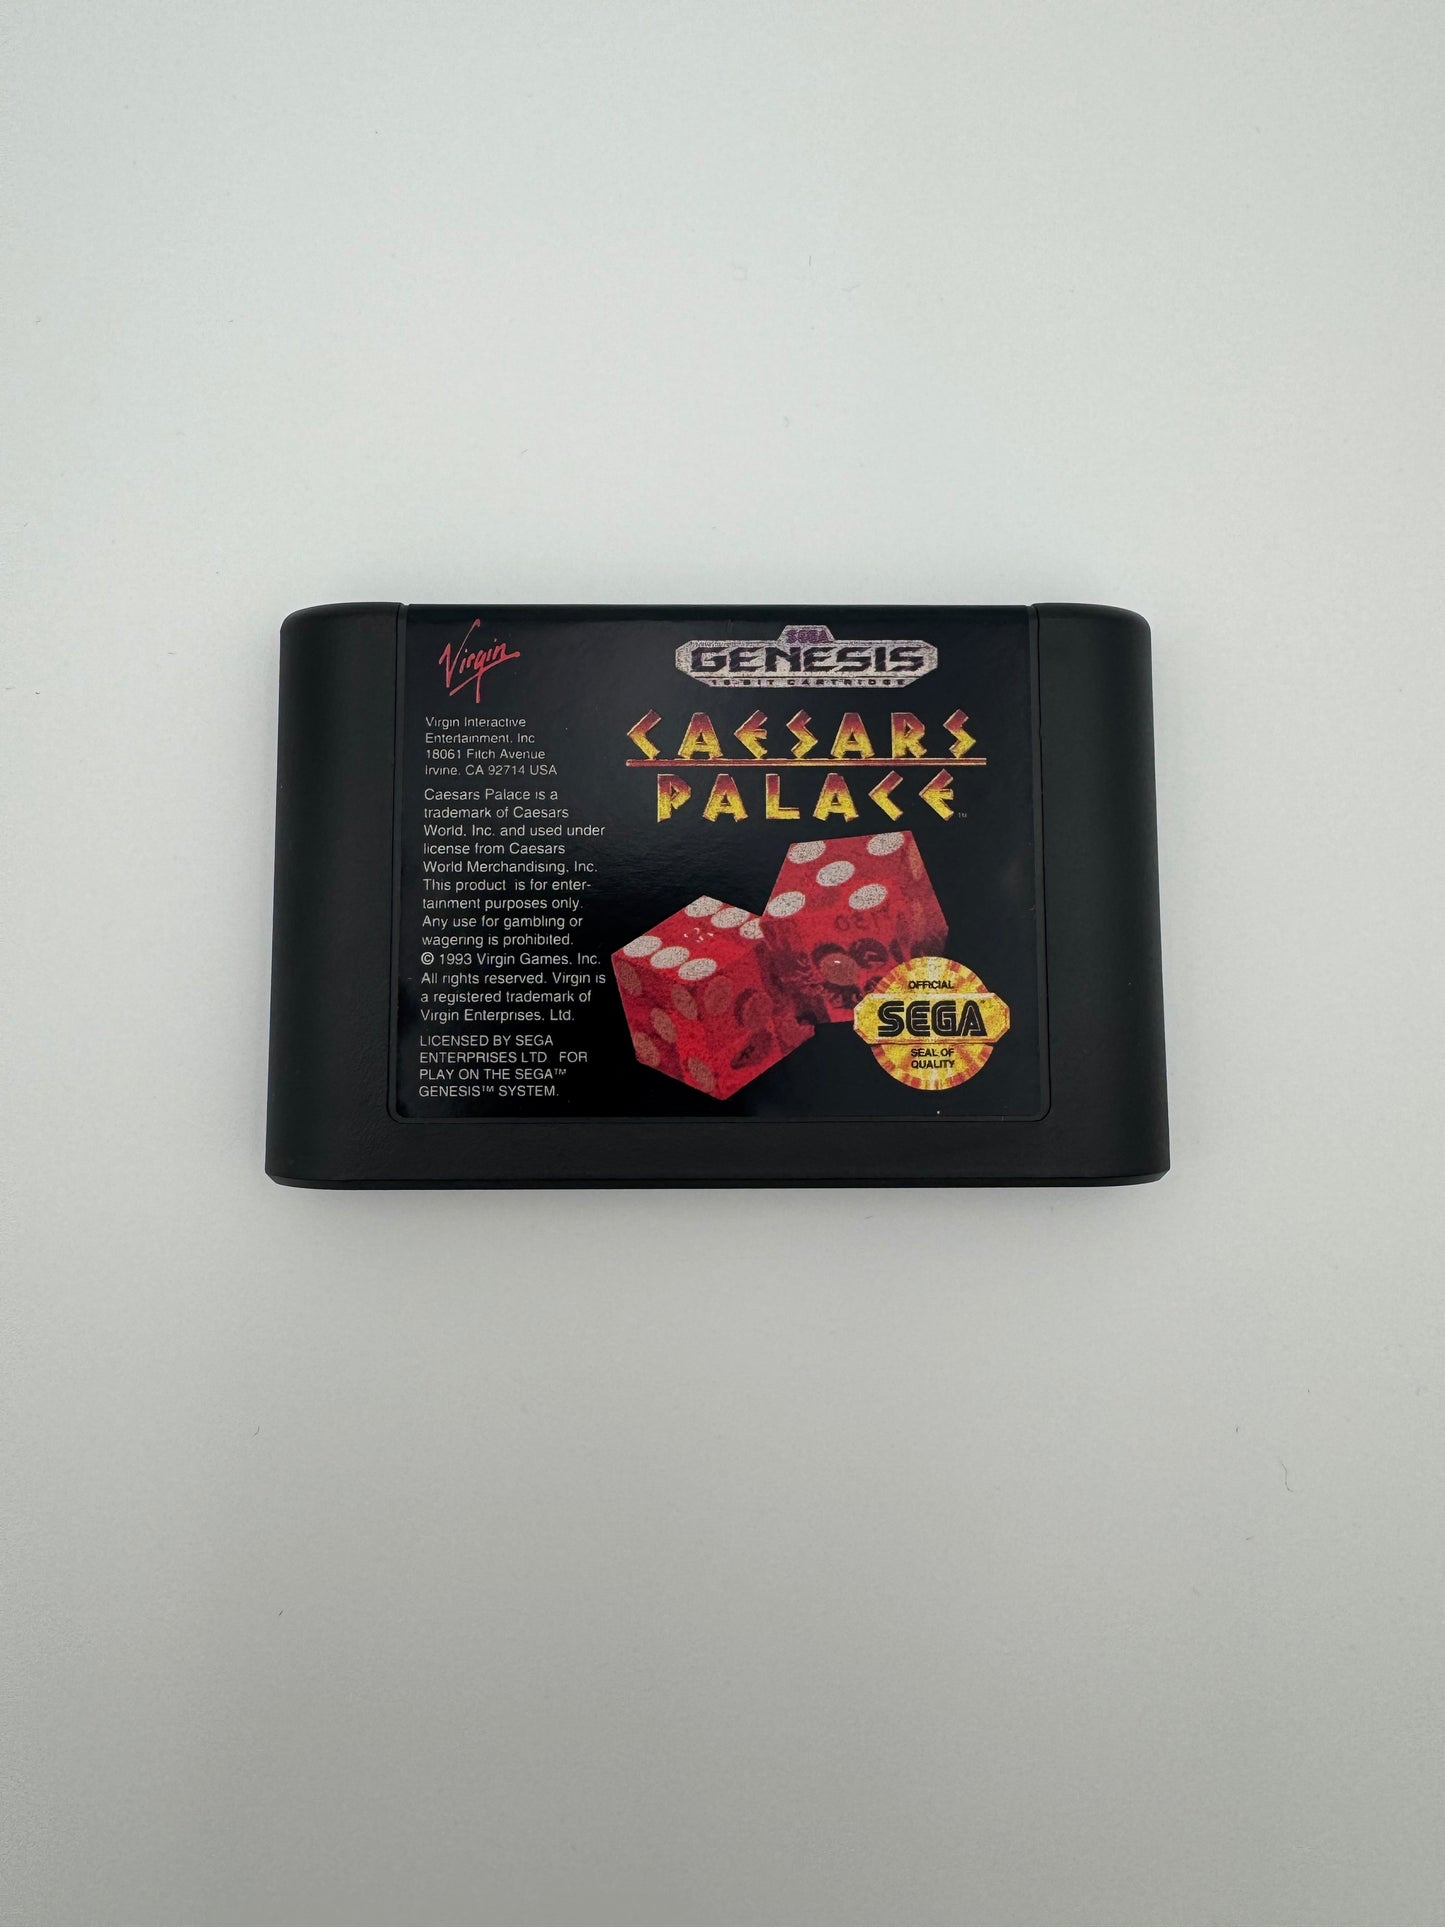 Virgin
Virgin Interactive
Entertainment, Inc
18061 Fitch Avenue
Irvine, CA 92714 USA
Caesars Palace is a
trademark of Caesars
World, Inc. and used under
license from Caesars
World Merchandising, Inc.
This product is for enter-
tainment purposes only.
Any use for gambling or
wagering is prohibited.
© 1993 Virgin Games, Inc.
All rights reserved. Virgin is
a registered trademark of
Virgin Enterprises, Ltd.
LICENSED BY SEGA
ENTERPRISES LTD. FOR
PLAY ON THE SEGA™
GENESIS™ SYSTEM.
SEGA
GENESIS
16-BIT CARTRIDGE
CAESARS
PALACE™
OFFICIAL
SEGA™
SEAL OF
QUALITY